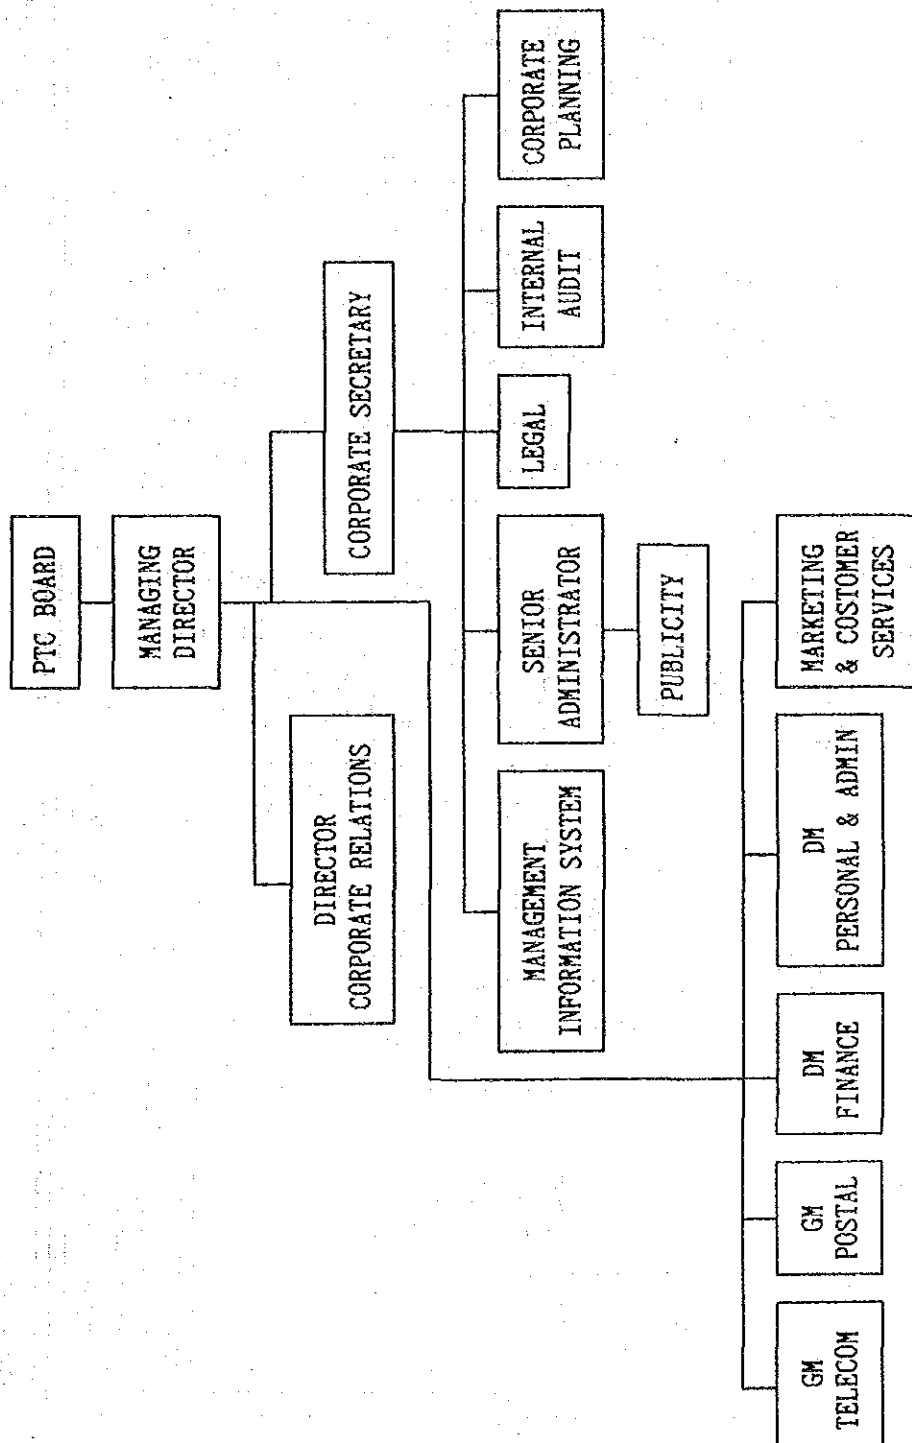 PTC BOARD
MANAGING
DIRECTOR
DIRECTOR
CORPORATE RELATIONS
CORPORATE SECRETARY
MANAGEMENT
INFORMATION SYSTEM
SENIOR
ADMINISTRATOR
LEGAL
INTERNAL
AUDIT
CORPORATE
PLANNING
PUBLICITY
GM
TELECOM
GM
POSTAL
DM
FINANCE
DM
PERSONAL & ADMIN
MARKETING
& COSTOMER
SERVICES